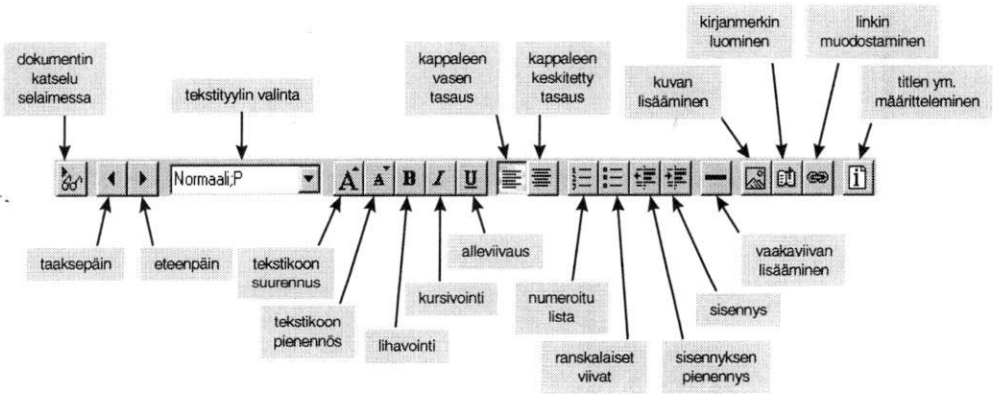 dokumentin
katselu
selaimessa
tekstityylin valinta
kappaleen
vasen
tasaus
kappaleen
keskitetty
tasaus
kuvan
lisääminen
kirjanmerkin
luominen
linkin
muodostaminen
titlen ym.
määritteleminen
Normaali;P
A A B I U
taaksepäin
eteenpäin
tekstikoon
suurennus
tekstikoon
pienennös
lihavointi
kursivointi
alleviivaus
numeroitu
lista
ranskalaiset
viivat
sisennyksen
pienennys
sisennys
vaakaviivan
lisääminen